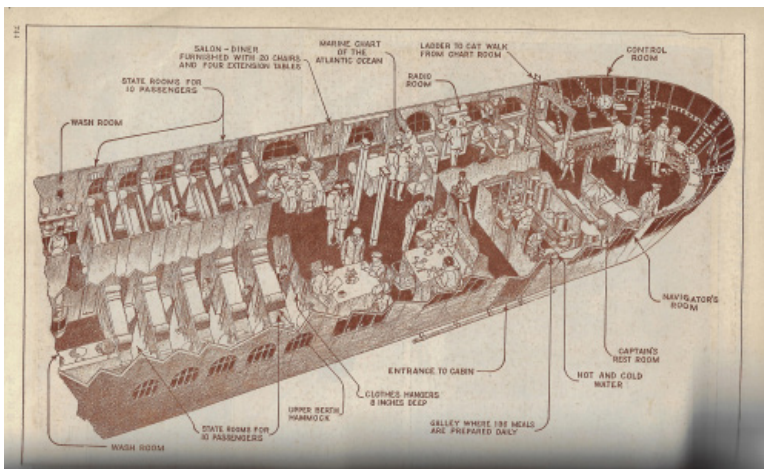 SALON - DINER
FURNISHED WITH 20 CHAIRS
AND FOUR EXTENSION TABLES
MARINE CHART
OF THE
ATLANTIC OCEAN
LADDER TO CAT WALK
FROM CHART ROOM
CONTROL
ROOM
STATE ROOMS FOR
10 PASSENGERS
RADIO
ROOM
WASH ROOM
NAVIGATOR'S
ROOM
CAPTAIN'S
REST ROOM
ENTRANCE TO CABIN
HOT AND COLD
WATER
CLOTHES HANGERS
8 INCHES DEEP
UPPER BERTH
HAMMOCK
STATE ROOMS FOR
10 PASSENGERS
GALLEY WHERE MEALS
ARE PREPARED DAILY
WASH ROOM